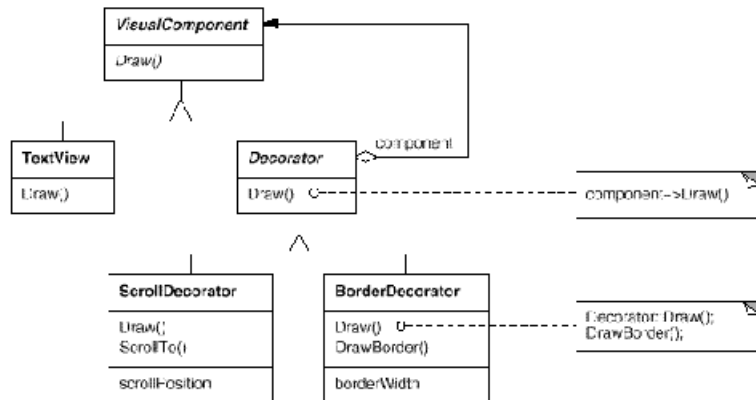 VisualComponent
Draw()
component
TextView
Draw()
Decorator
Draw()
component->Draw()
ScrollDecorator
Draw()
ScrollTo()
scrollPosition
BorderDecorator
Draw()
DrawBorder()
borderWidth
Decorator::Draw();
DrawBorder();